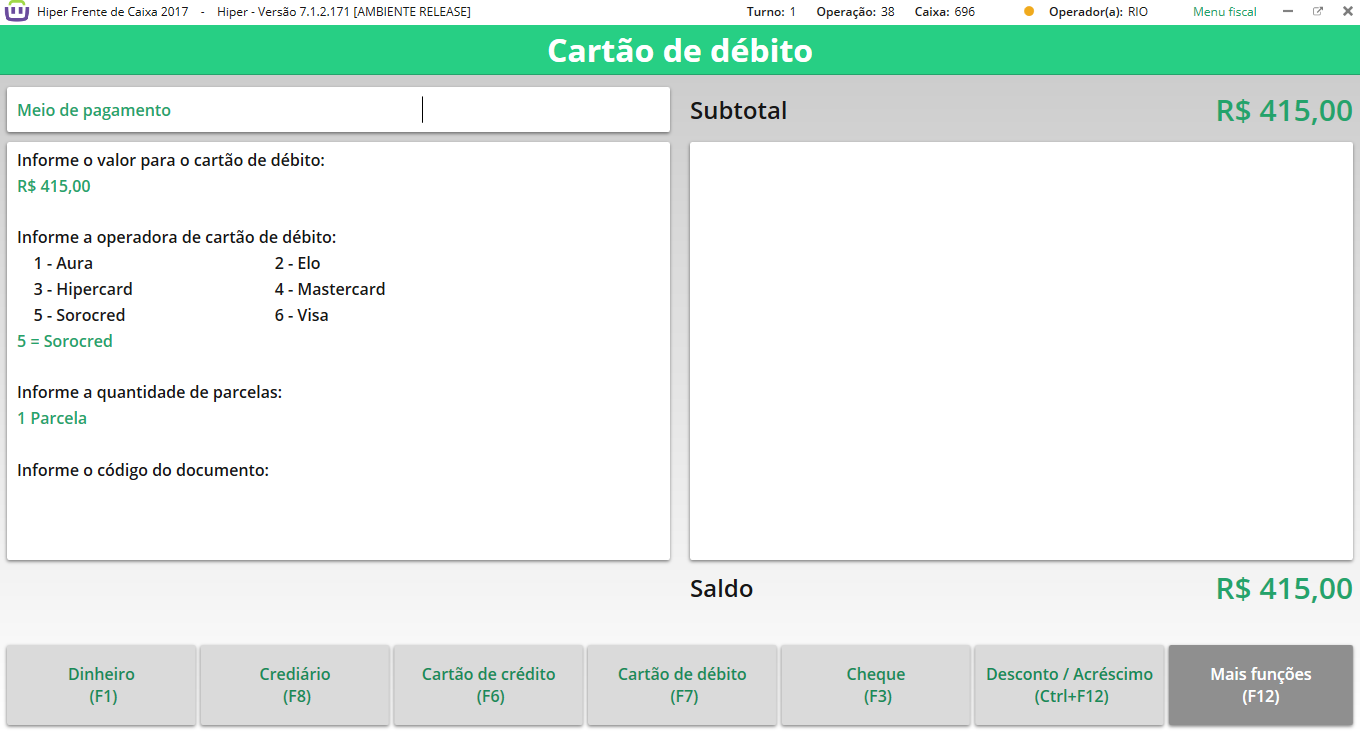 Hiper Frente de Caixa 2017 - Hiper - Versão 7.1.2.171 [AMBIENTE RELEASE] Turno: 1 Operação: 38 Caixa: 696 Operador(a): RIO Menu fiscal
Cartão de débito
Meio de pagamento
Subtotal R$ 415,00
Informe o valor para o cartão de débito:
R$ 415,00
Informe a operadora de cartão de débito:
1 - Aura 2 - Elo
3 - Hipercard 4 - Mastercard
5 - Sorocred 6 - Visa
5 = Sorocred
Informe a quantidade de parcelas:
1 Parcela
Informe o código do documento:
Saldo R$ 415,00
Dinheiro
(F1)
Crediário
(F8)
Cartão de crédito
(F6)
Cartão de débito
(F7)
Cheque
(F3)
Desconto / Acréscimo
(Ctrl+F12)
Mais funções
(F12)